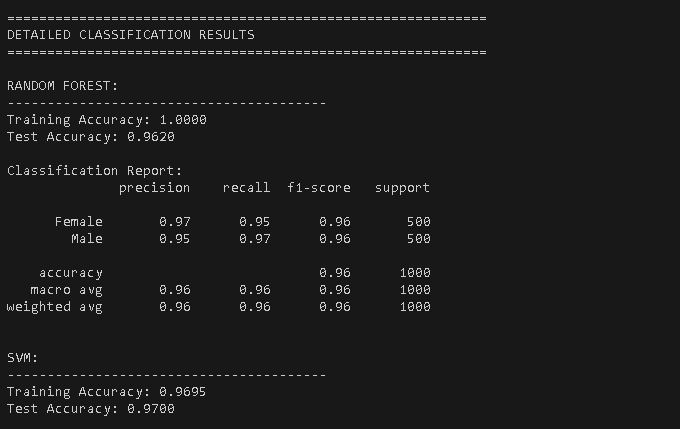 ============================================================
DETAILED CLASSIFICATION RESULTS
============================================================
RANDOM FOREST:
----------------------------------------
Training Accuracy: 1.0000
Test Accuracy: 0.9620
Classification Report:
              precision    recall  f1-score   support
      Female       0.97      0.95      0.96       500
        Male       0.95      0.97      0.96       500
    accuracy                           0.96      1000
   macro avg       0.96      0.96      0.96      1000
weighted avg       0.96      0.96      0.96      1000
SVM:
----------------------------------------
Training Accuracy: 0.9695
Test Accuracy: 0.9700